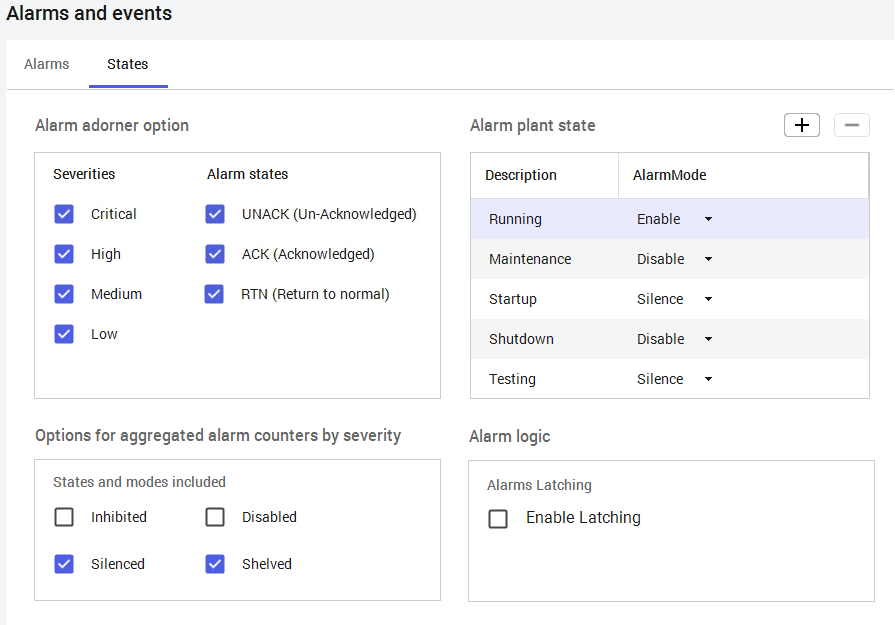 Alarms and events
Alarms States
Alarm adorner option
Severities Alarm states
Critical UNACK (Un-Acknowledged)
High ACK (Acknowledged)
Medium RTN (Return to normal)
Low
Alarm plant state
Description AlarmMode
Running Enable
Maintenance Disable
Startup Silence
Shutdown Disable
Testing Silence
Options for aggregated alarm counters by severity
States and modes included
Inhibited Disabled
Silenced Shelved
Alarm logic
Alarms Latching
Enable Latching